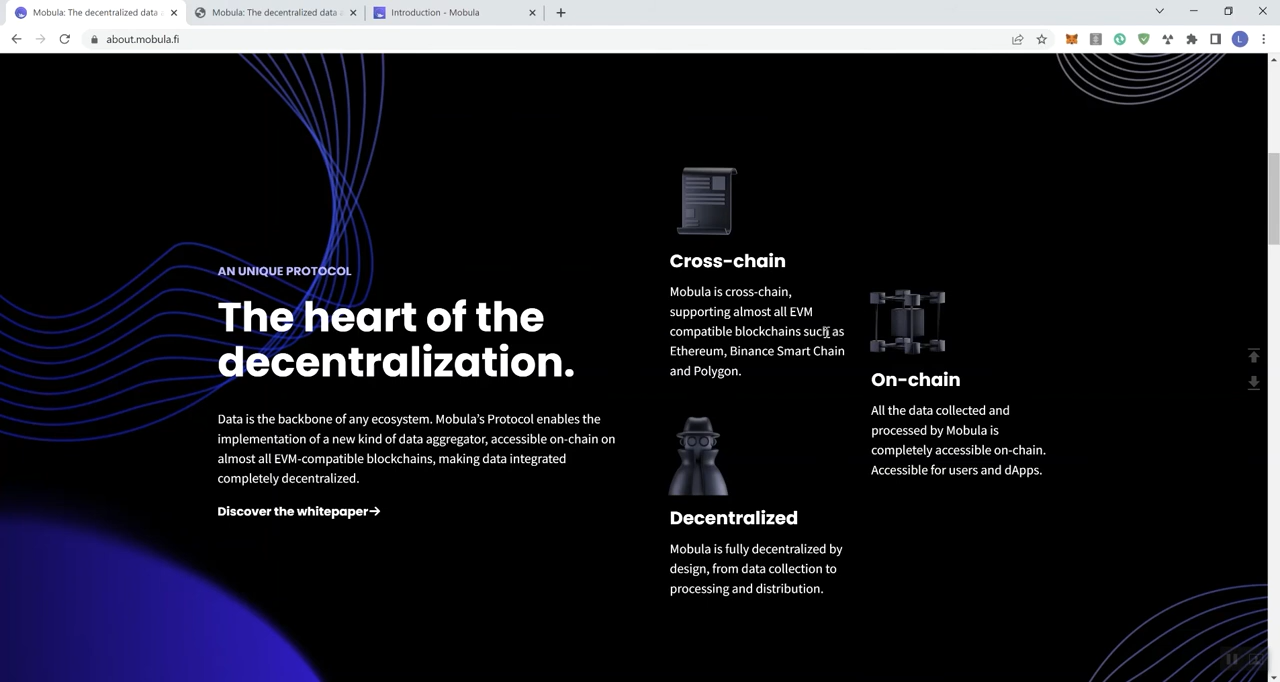 Mobula: The decentralized data
Mobula: The decentralized data
Introduction - Mobula
about.mobula.fi
L
AN UNIQUE PROTOCOL
The heart of the
decentralization.
Data is the backbone of any ecosystem. Mobula's Protocol enables the
implementation of a new kind of data aggregator, accessible on-chain on
almost all EVM-compatible blockchains, making data integrated
completely decentralized.
Discover the whitepaper→
Cross-chain
Mobula is cross-chain,
supporting almost all EVM
compatible blockchains such as
Ethereum, Binance Smart Chain
and Polygon.
On-chain
All the data collected and
processed by Mobula is
completely accessible on-chain.
Accessible for users and dApps.
Decentralized
Mobula is fully decentralized by
design, from data collection to
processing and distribution.